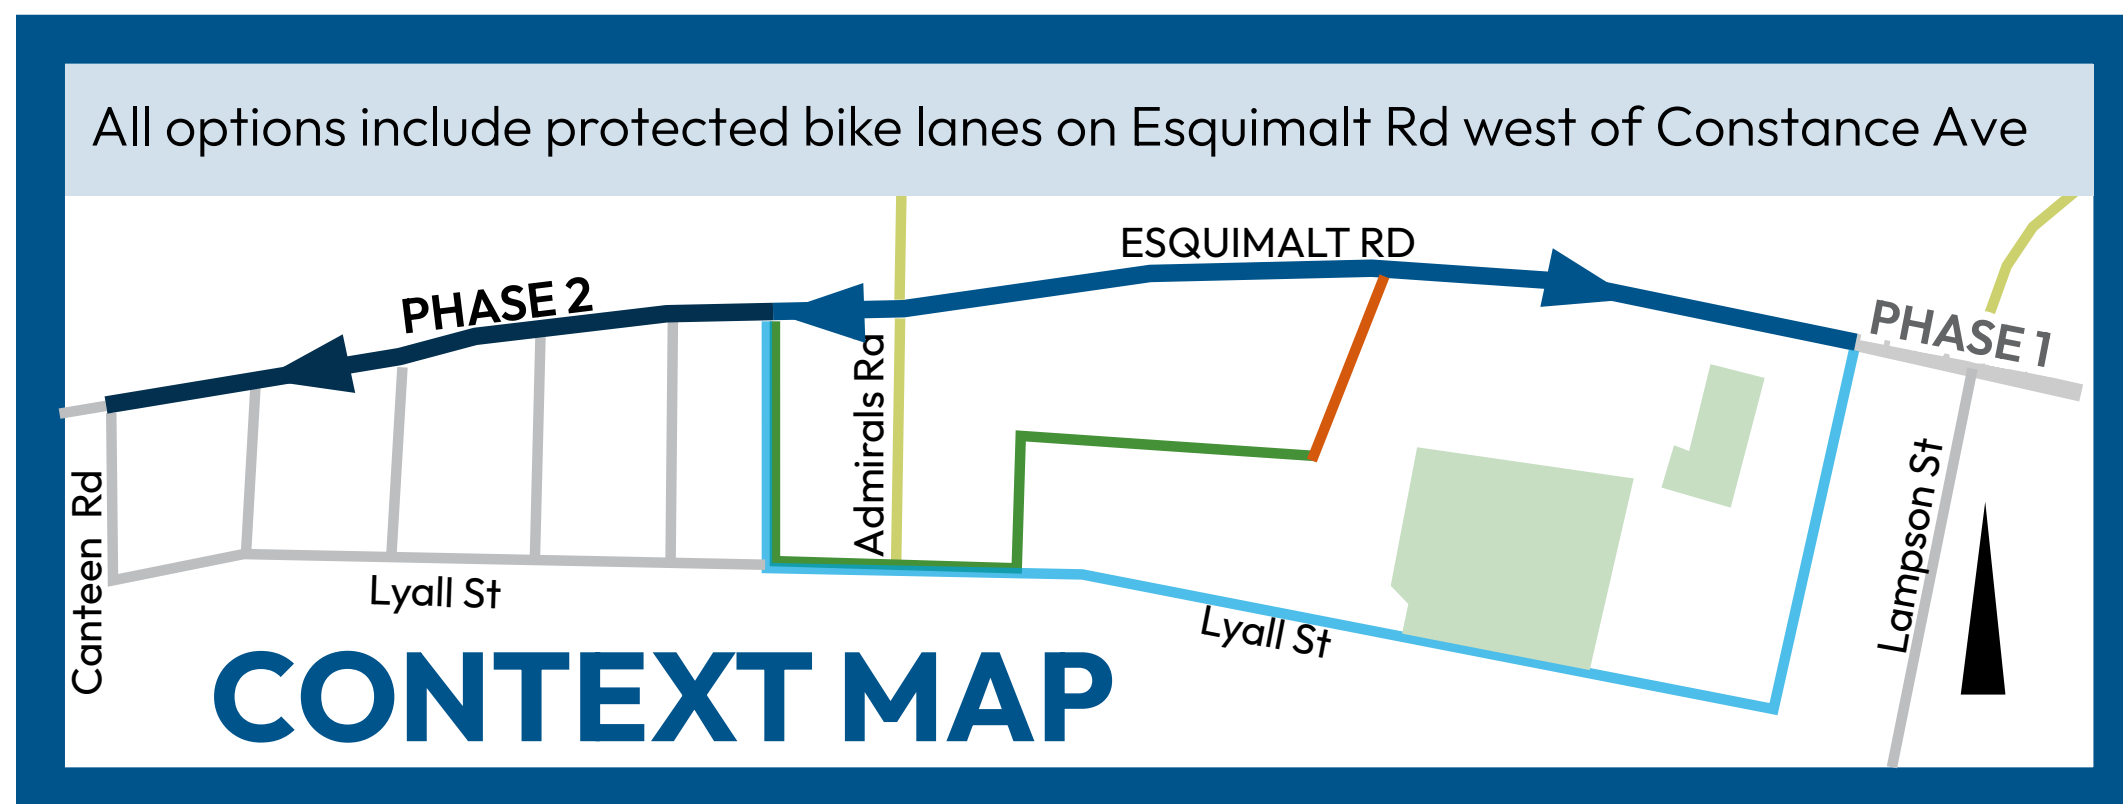 All options include protected bike lanes on Esquimalt Rd west of Constance Ave
ESQUIMALT RD
PHASE 2
PHASE 1
Admirals Rd
Canteen Rd
Lyall St
Lyall St
Lampson St
CONTEXT MAP